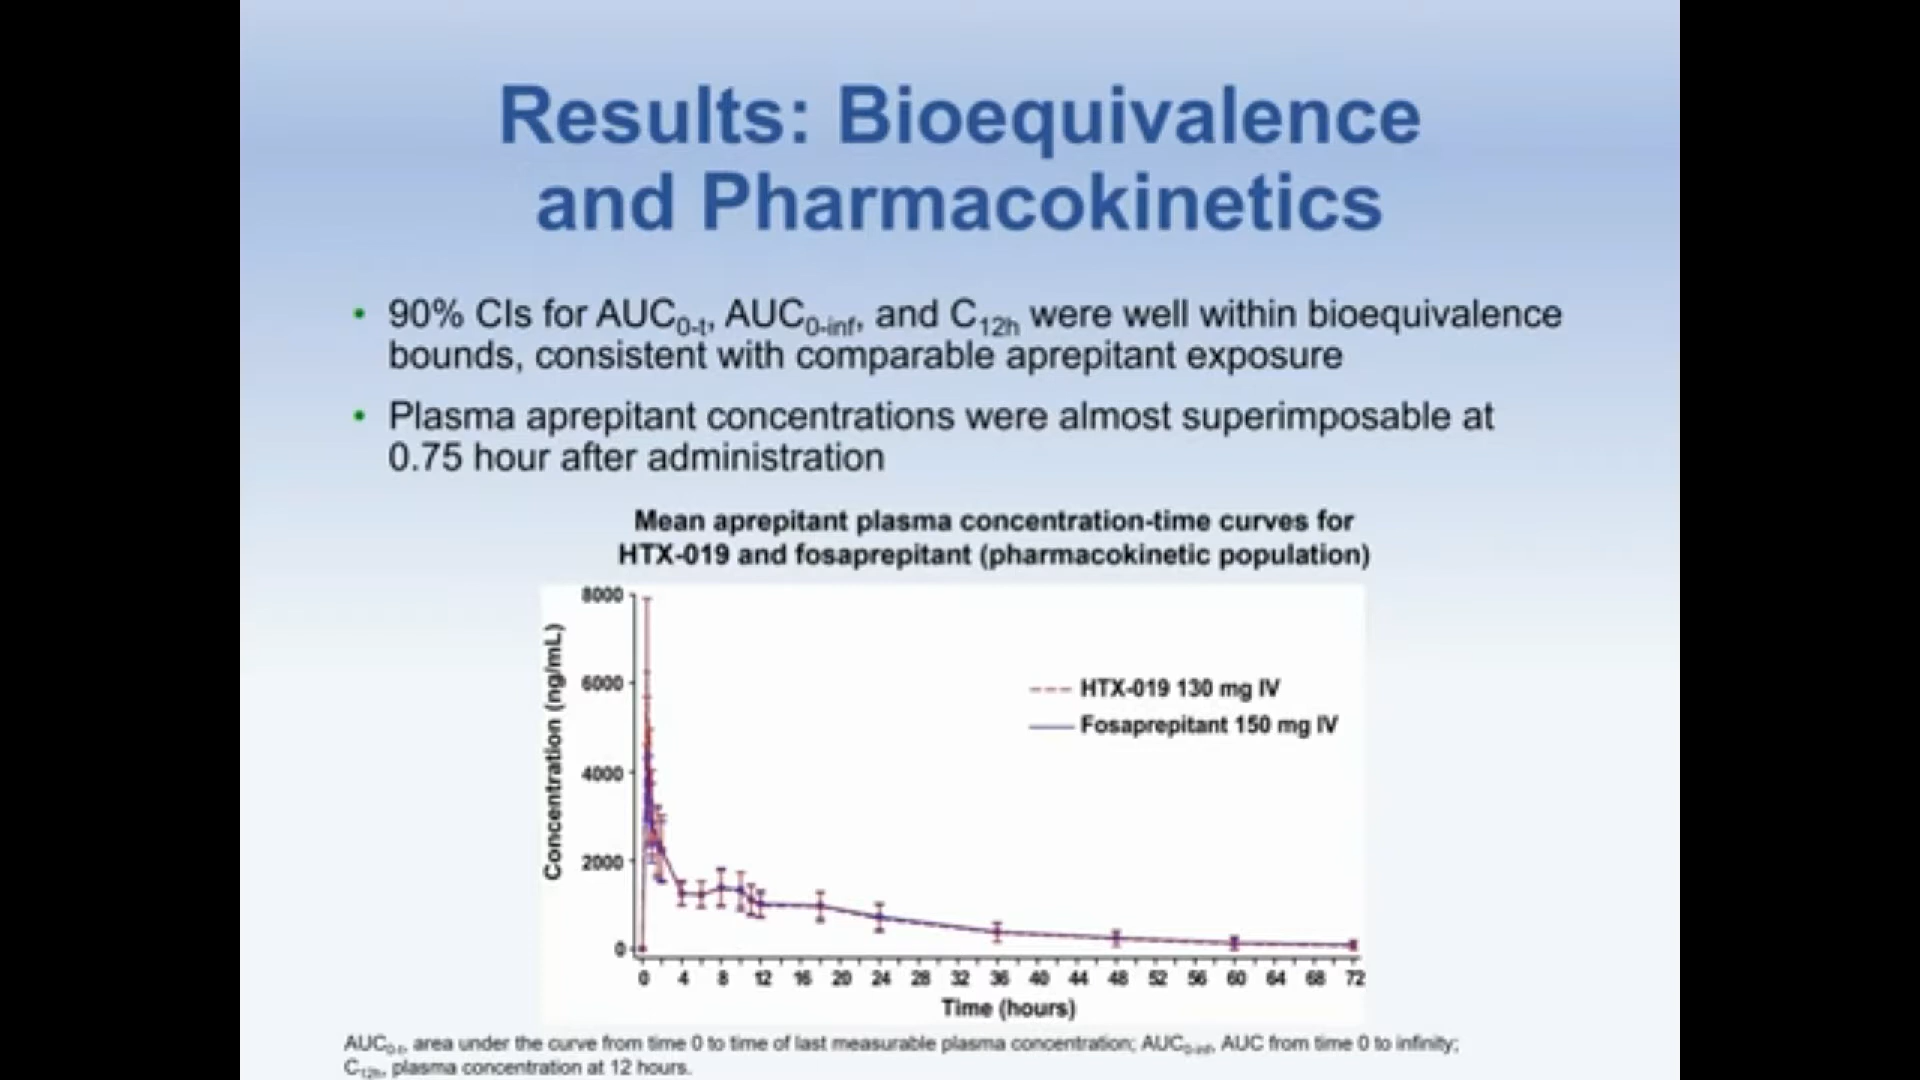 Results: Bioequivalence
and Pharmacokinetics
• 90% CIs for AUC0-t, AUC0-inf, and C12h were well within bioequivalence
bounds, consistent with comparable aprepitant exposure
• Plasma aprepitant concentrations were almost superimposable at
0.75 hour after administration
Mean aprepitant plasma concentration-time curves for
HTX-019 and fosaprepitant (pharmacokinetic population)
Concentration (ng/mL)
8000
6000
4000
2000
0
HTX-019 130 mg IV
Fosaprepitant 150 mg IV
0 4 8 12 16 20 24 28 32 36 40 44 48 52 56 60 64 68 72
Time (hours)
AUC0-t, area under the curve from time 0 to time of last measurable plasma concentration; AUC0-inf, AUC from time 0 to infinity;
C12h, plasma concentration at 12 hours.